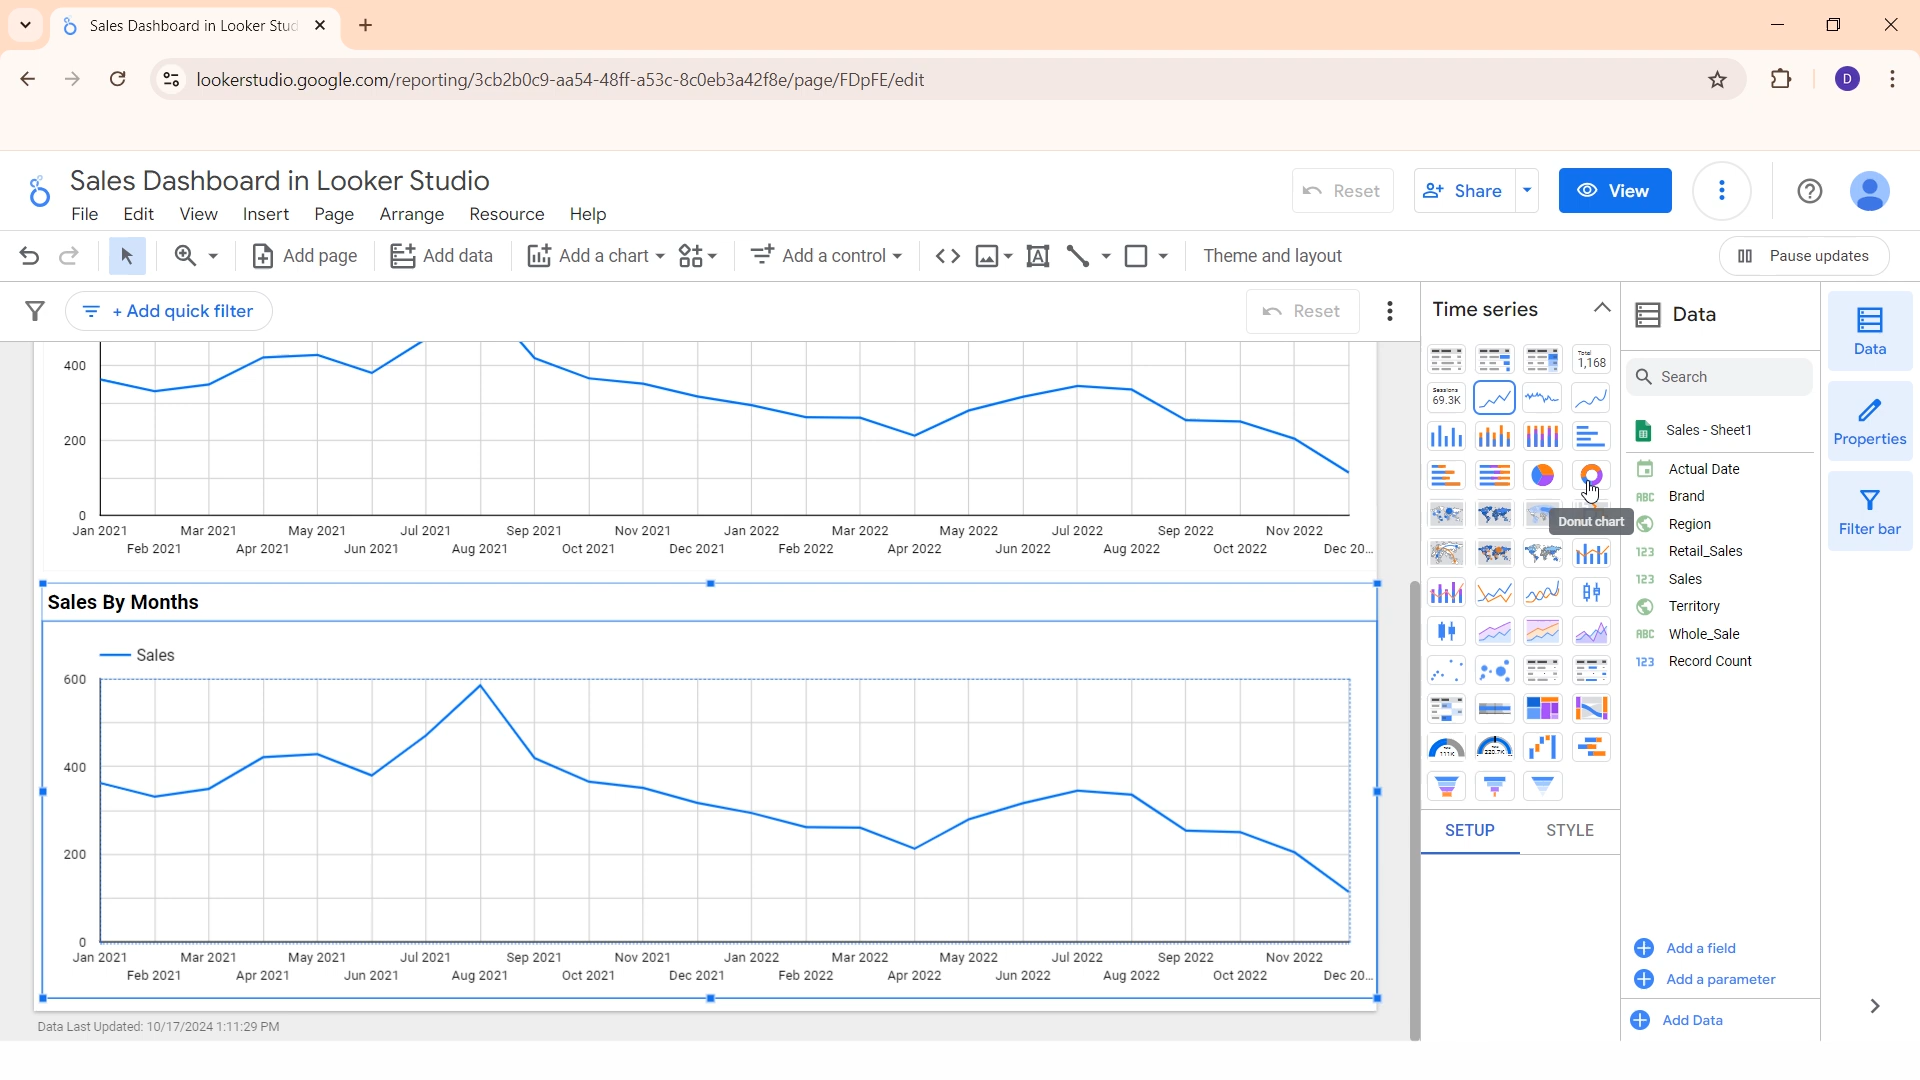 Sales Dashboard in Looker Stud
lookerstudio.google.com/reporting/3cb2b0c9-aa54-48ff-a53c-8c0eb3a42f8e/page/FDpFE/edit
D
Sales Dashboard in Looker Studio
File Edit View Insert Page Arrange Resource Help
Reset
Share
View
Add page
Add data
Add a chart
Add a control
Theme and layout
Pause updates
+ Add quick filter
Reset
400
200
0
Jan 2021 Mar 2021 May 2021 Jul 2021 Sep 2021 Nov 2021 Jan 2022 Mar 2022 May 2022 Jul 2022 Sep 2022 Nov 2022
Feb 2021 Apr 2021 Jun 2021 Aug 2021 Oct 2021 Dec 2021 Feb 2022 Apr 2022 Jun 2022 Aug 2022 Oct 2022 Dec 20...
Sales By Months
Sales
600
400
200
0
Jan 2021 Mar 2021 May 2021 Jul 2021 Sep 2021 Nov 2021 Jan 2022 Mar 2022 May 2022 Jul 2022 Sep 2022 Nov 2022
Feb 2021 Apr 2021 Jun 2021 Aug 2021 Oct 2021 Dec 2021 Feb 2022 Apr 2022 Jun 2022 Aug 2022 Oct 2022 Dec 20...
Data Last Updated: 10/17/2024 1:11:29 PM
Time series
Total
1,168
Sessions
69.3K
Donut chart
SETUP STYLE
Data
Search
Sales - Sheet1
Actual Date
ABC Brand
Region
123 Retail_Sales
123 Sales
Territory
ABC Whole_Sale
123 Record Count
Add a field
Add a parameter
Add Data
Data
Properties
Filter bar